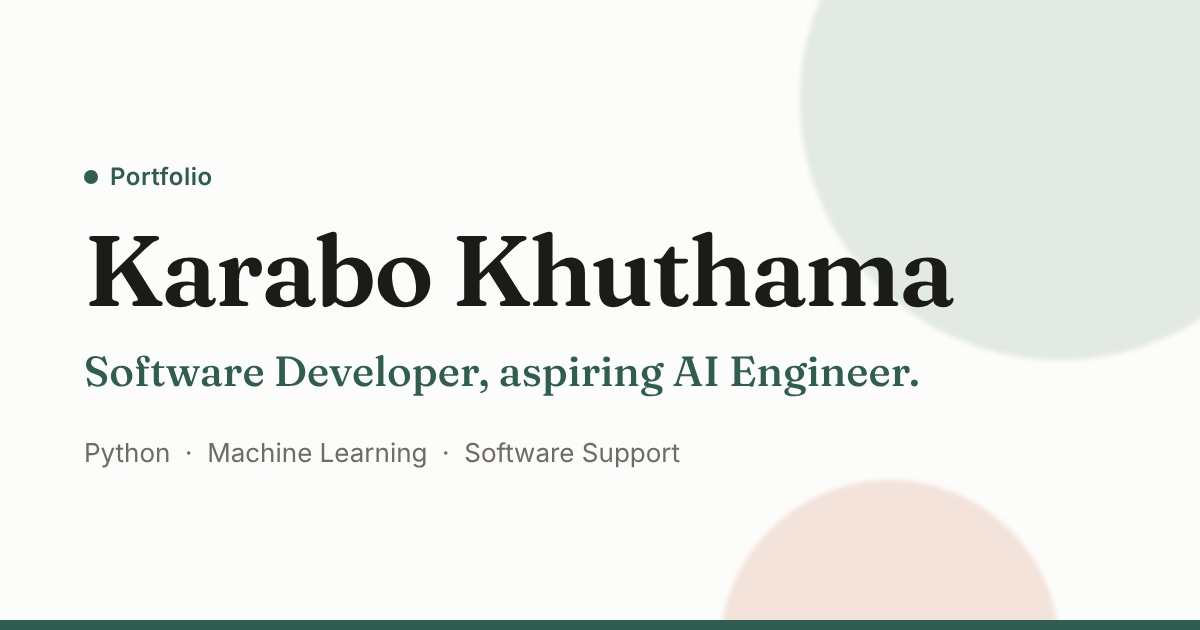 Portfolio
Karabo Khuthama
Software Developer, aspiring AI Engineer.
Python · Machine Learning · Software Support